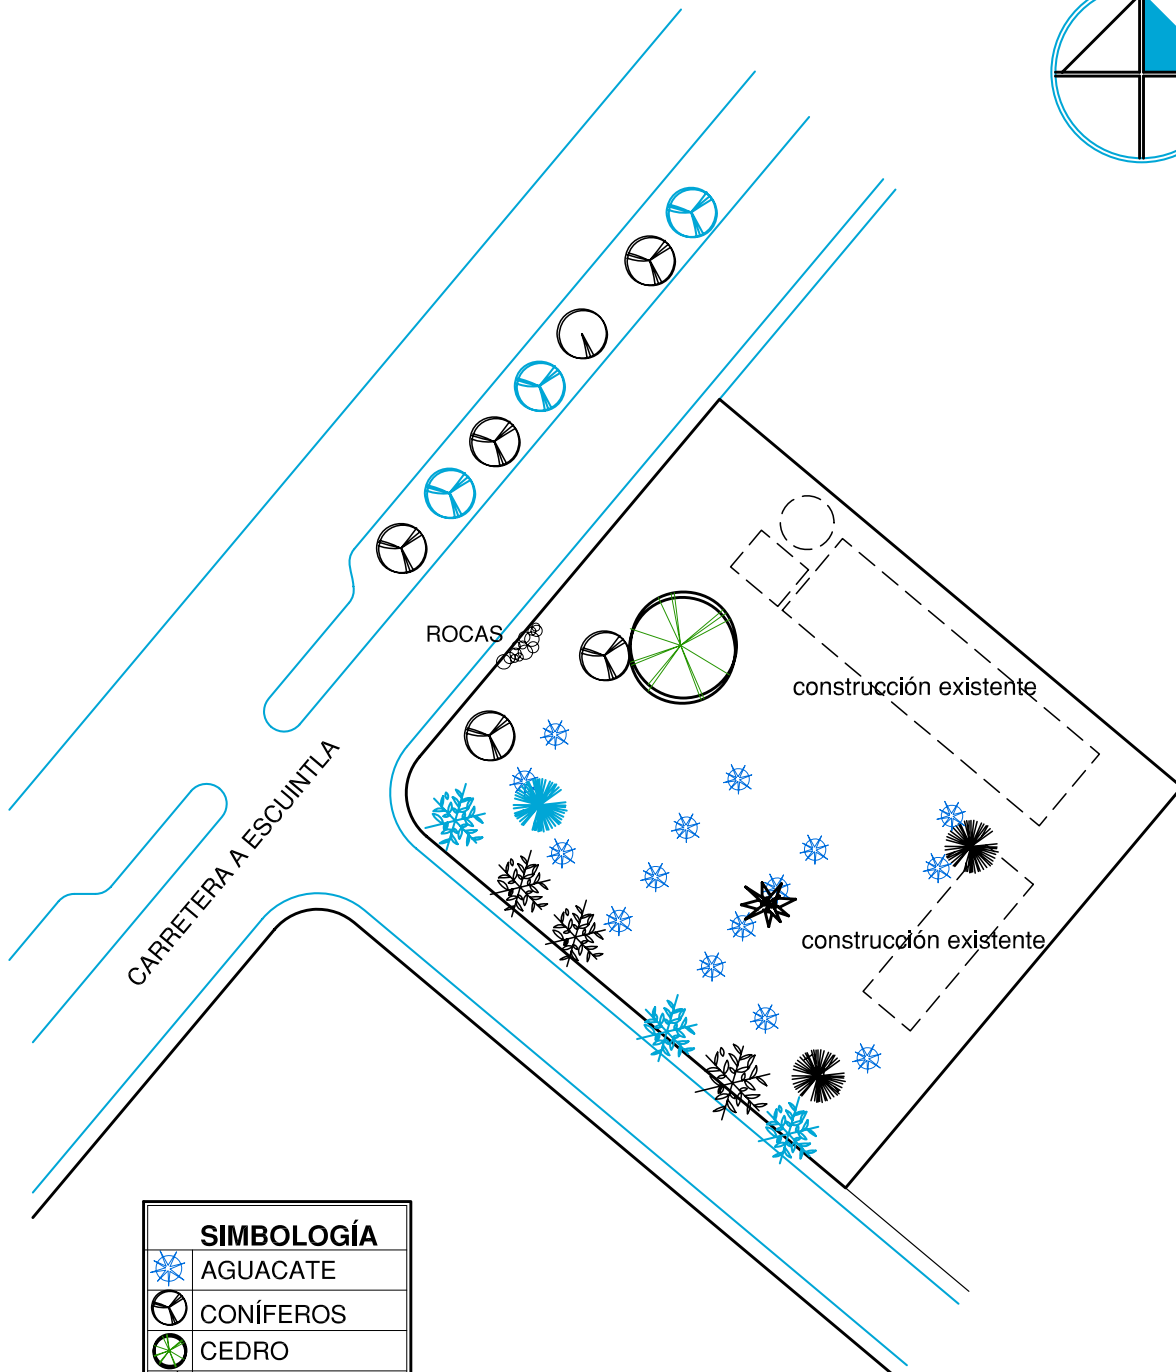 ROCAS
construcción existente
CARRETERA A ESCUINTLA
construcción existente
SIMBOLOGÍA
AGUACATE
CONÍFEROS
CEDRO